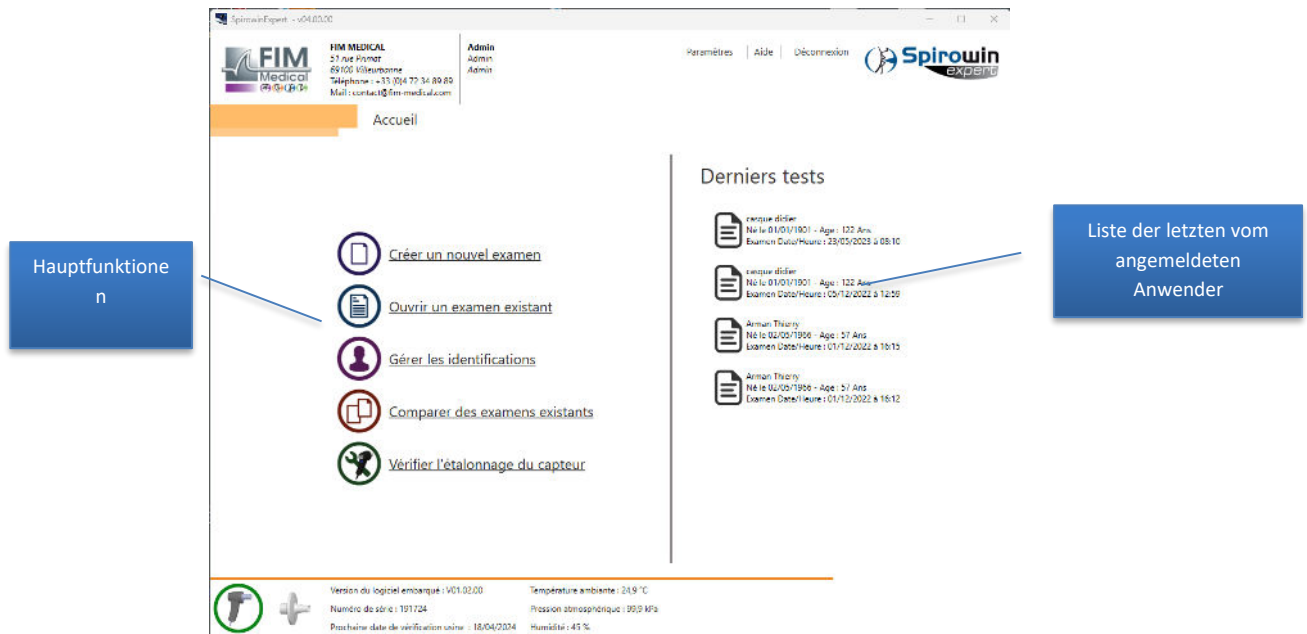 SpirowinExpert - v04.00.00
FIM
Medical
FIM MEDICAL
51 rue Primat
69100 Villeurbanne
Téléphone : +33 (0)4 72 34 89 89
Mail : contact@fim-medical.com
Admin
Admin
Admin
Paramètres | Aide | Déconnexion
Spirowin
expert
Accueil
Hauptfunktione
n
Créer un nouvel examen
Ouvrir un examen existant
Gérer les identifications
Comparer des examens existants
Vérifier l'étalonnage du capteur
Derniers tests
casque didier
Né le 01/01/1901 - Age : 122 Ans
Examen Date/Heure : 23/05/2023 à 08:10
casque didier
Né le 01/01/1901 - Age : 122 Ans
Examen Date/Heure : 05/12/2022 à 12:59
Arman Thierry
Né le 02/05/1966 - Age : 57 Ans
Examen Date/Heure : 01/12/2022 à 16:15
Arman Thierry
Né le 02/05/1966 - Age : 57 Ans
Examen Date/Heure : 01/12/2022 à 16:12
Liste der letzten vom
angemeldeten
Anwender
Version du logiciel embarqué : V01.02.00
Numéro de série : 191724
Prochaine date de vérification usine : 18/04/2024
Température ambiante : 24,9 °C
Pression atmosphérique : 99,9 kPa
Humidité : 45 %